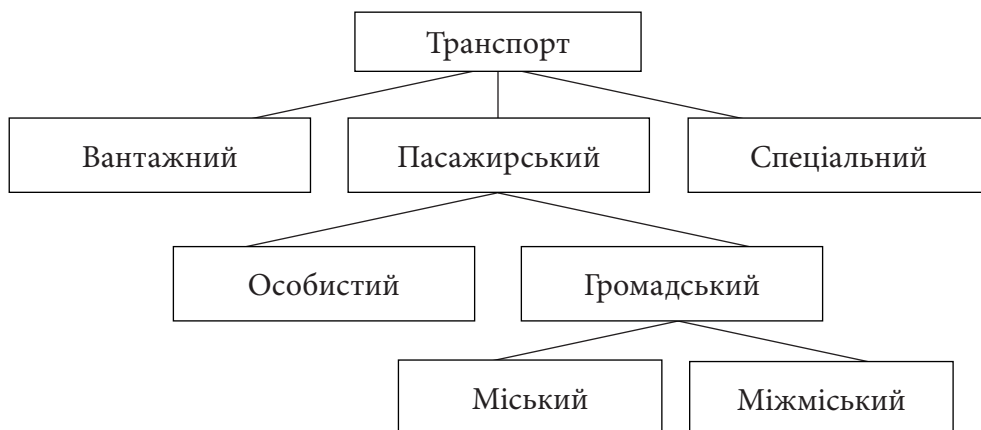 Транспорт
Вантажний
Пасажирський
Спеціальний
Особистий
Громадський
Міський
Міжміський